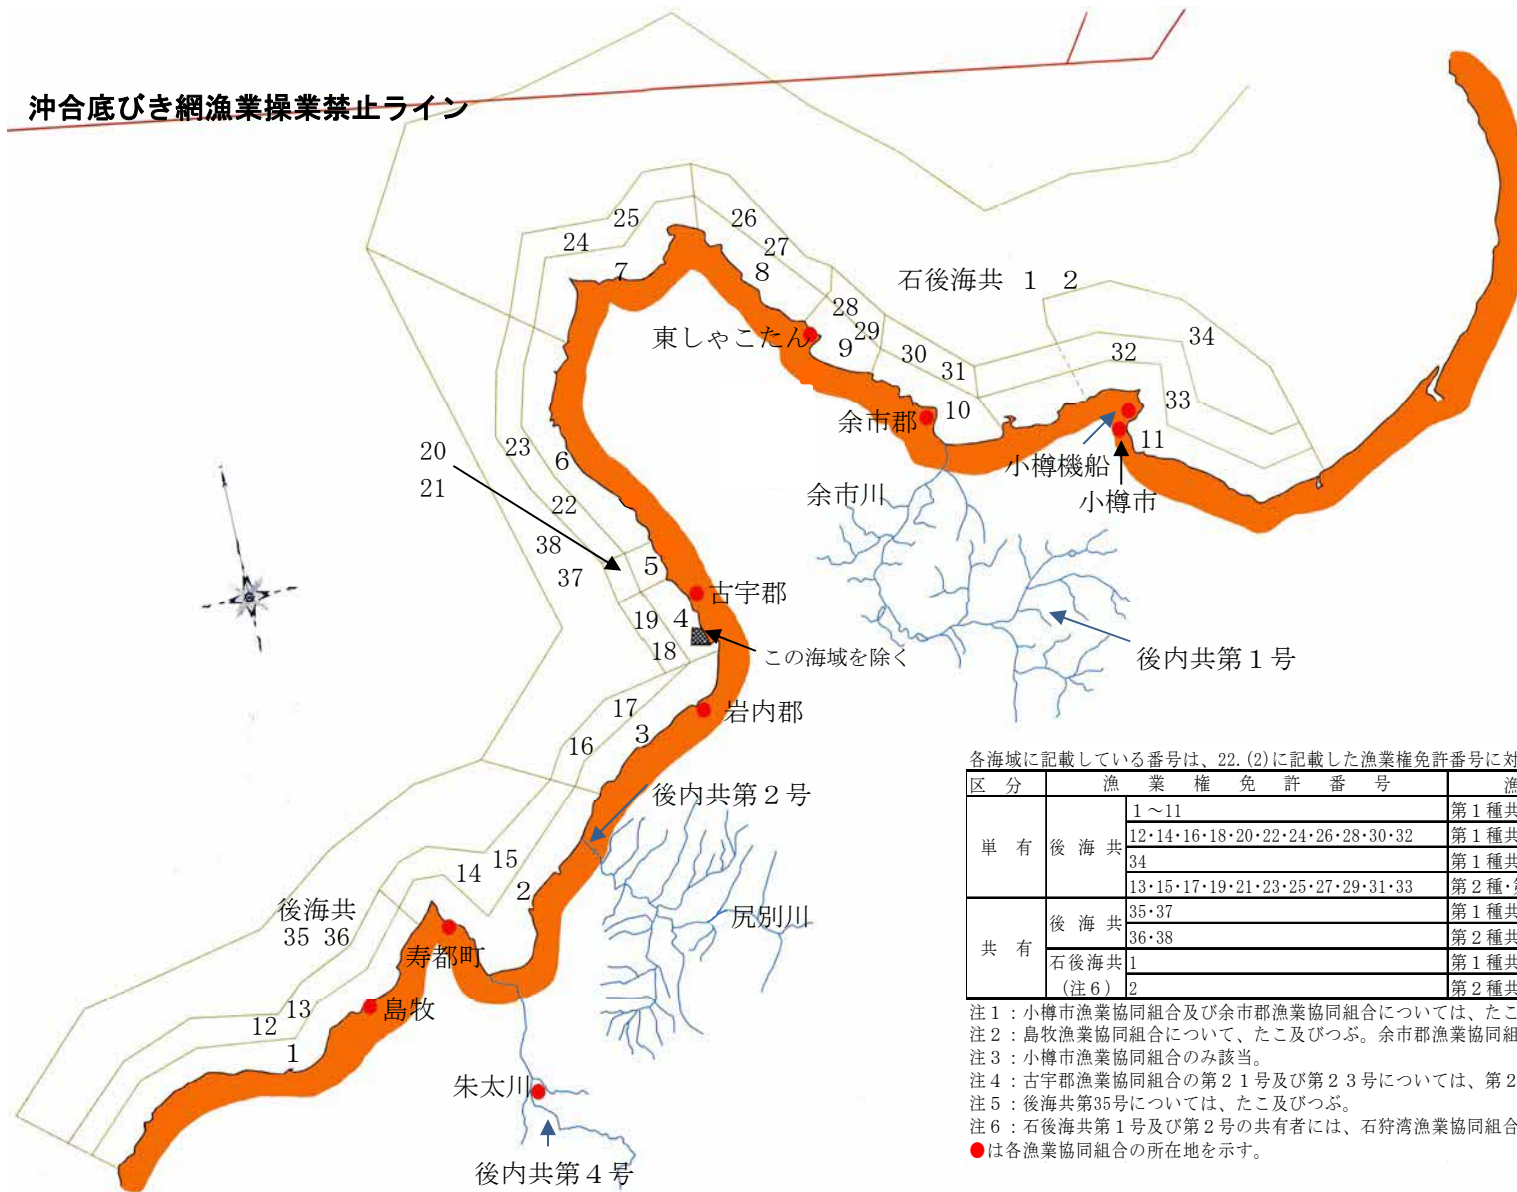 沖合底びき網漁業操業禁止ライン
25
26
24
27
7
8
石後海共 1 2
28
34
東しゃこたん
29
9
30
32
31
33
10
余市郡
11
小樽機船
小樽市
20
23
6
21
余市川
22
38
5
37
古宇郡
19
4
18
この海域を除く
後内共第1号
17
岩内郡
3
16
後内共第2号
15
14
2
尻別川
後海共
35 36
寿都町
13
島牧
12
1
朱太川
後内共第4号
各海域に記載している番号は、22.(2)に記載した漁業権免許番号に対
区 分 漁 業 権 免 許 番 号 漁
単 有 後 海 共 1~11 第1種共
12・14・16・18・20・22・24・26・28・30・32 第1種共
34 第1種共
13・15・17・19・21・23・25・27・29・31・33 第2種・第
共 有 後 海 共 35・37 第1種共
36・38 第2種共
石後海共 1 第1種共
(注6) 2 第2種共
注1:小樽市漁業協同組合及び余市郡漁業協同組合については、たこ
注2:島牧漁業協同組合について、たこ及びつぶ。余市郡漁業協同組
注3:小樽市漁業協同組合のみ該当。
注4:古宇郡漁業協同組合の第21号及び第23号については、第2
注5:後海共第35号については、たこ及びつぶ。
注6:石後海共第1号及び第2号の共有者には、石狩湾漁業協同組合
●は各漁業協同組合の所在地を示す。